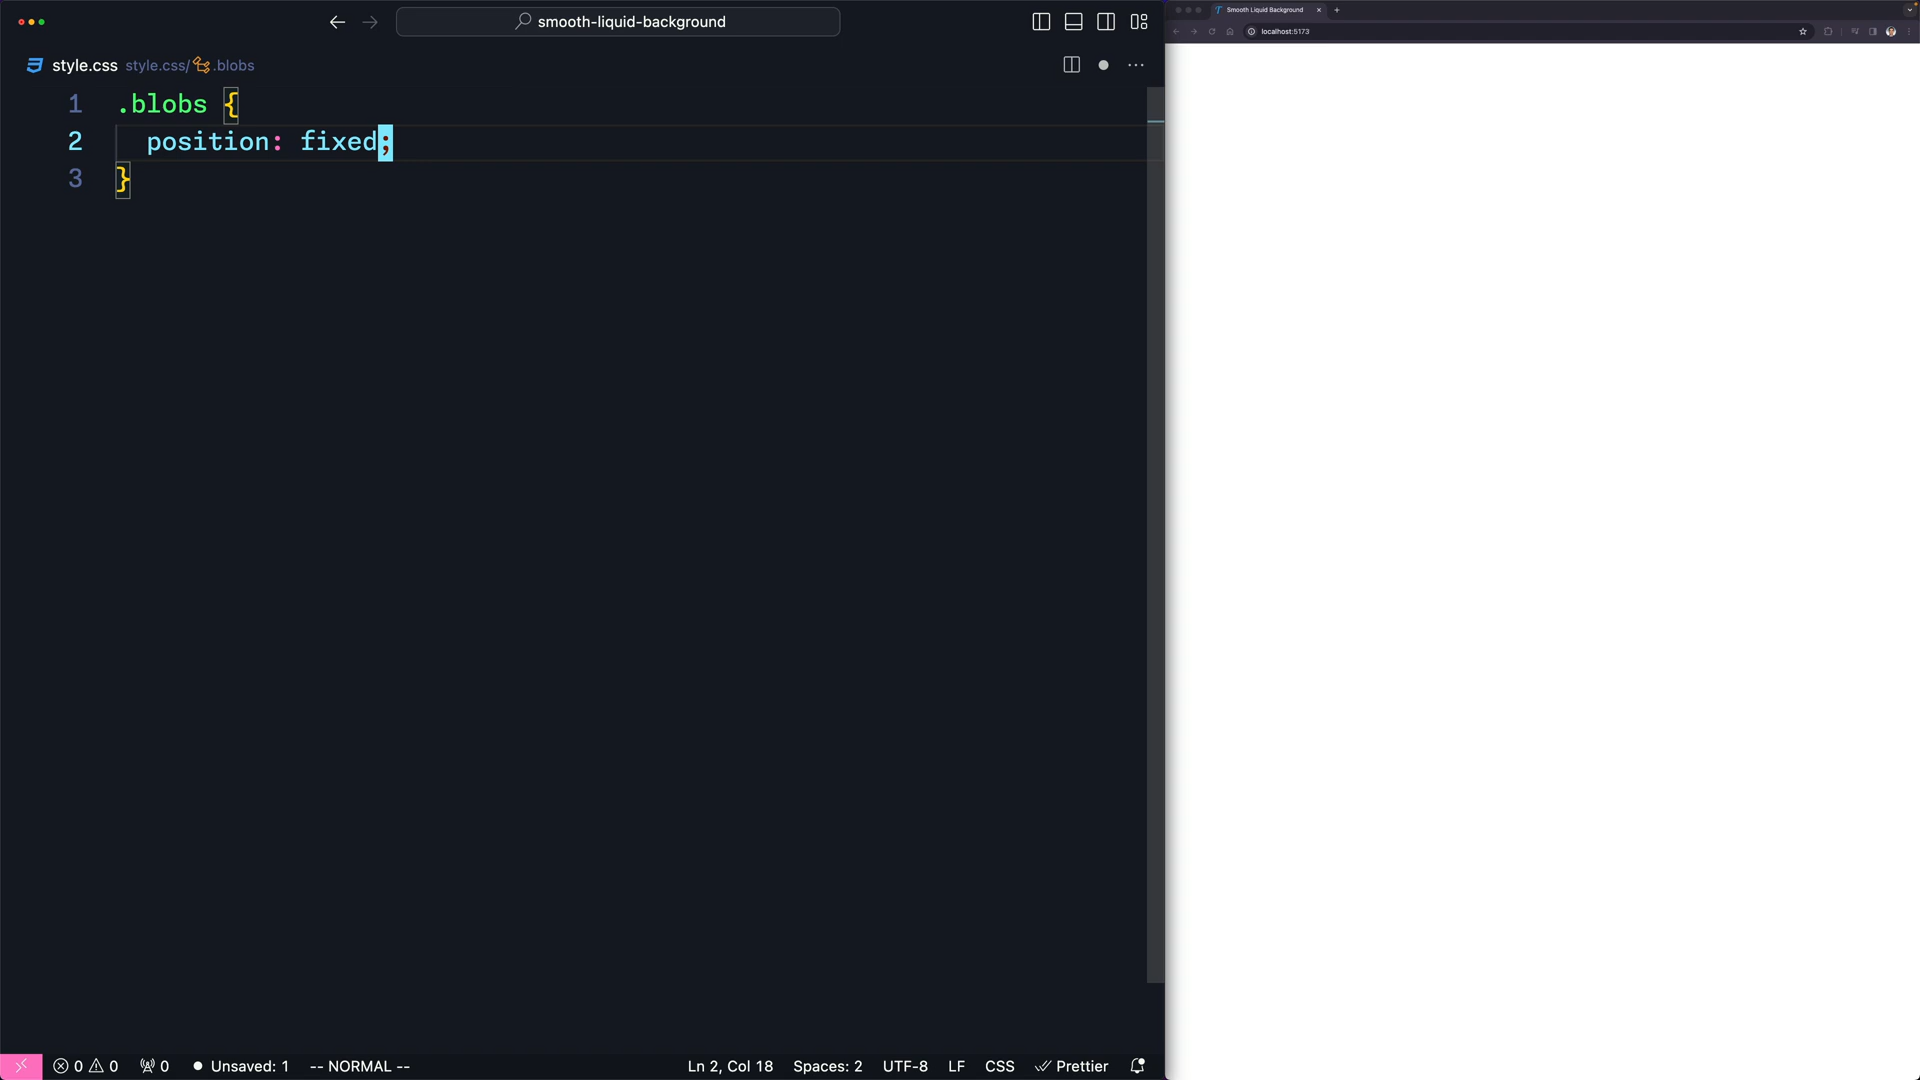 smooth-liquid-background
Smooth Liquid Background
localhost:5173
style.css style.css/ .blobs
1 .blobs {
2 position: fixed;
3 }
0 0 0 Unsaved: 1 -- NORMAL -- Ln 2, Col 18 Spaces: 2 UTF-8 LF CSS Prettier